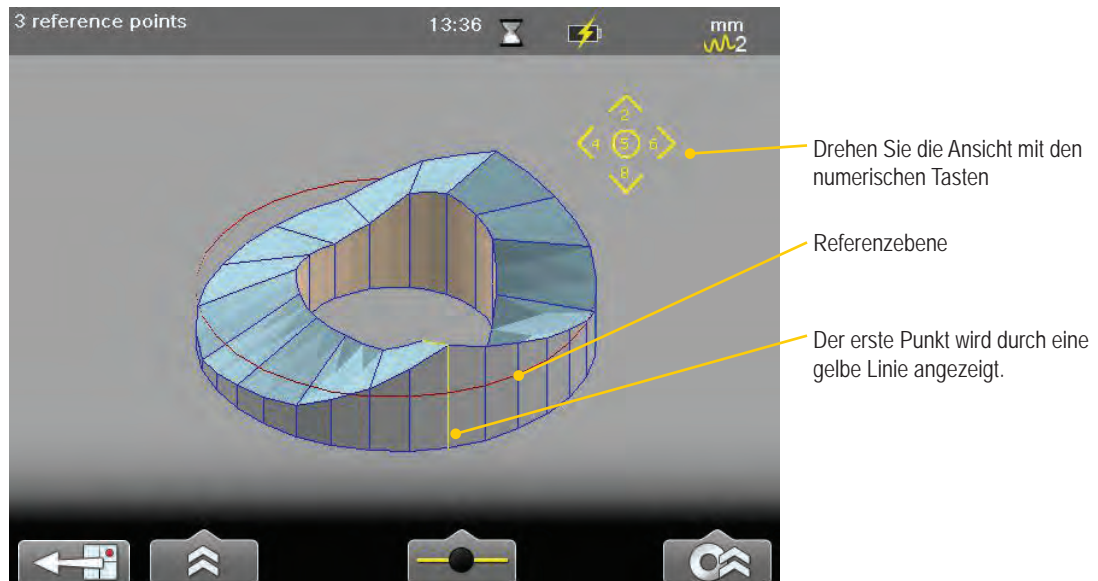 3 reference points
13:36
mm
2
2
4 5 6
8
Drehen Sie die Ansicht mit den
numerischen Tasten
Referenzebene
Der erste Punkt wird durch eine
gelbe Linie angezeigt.